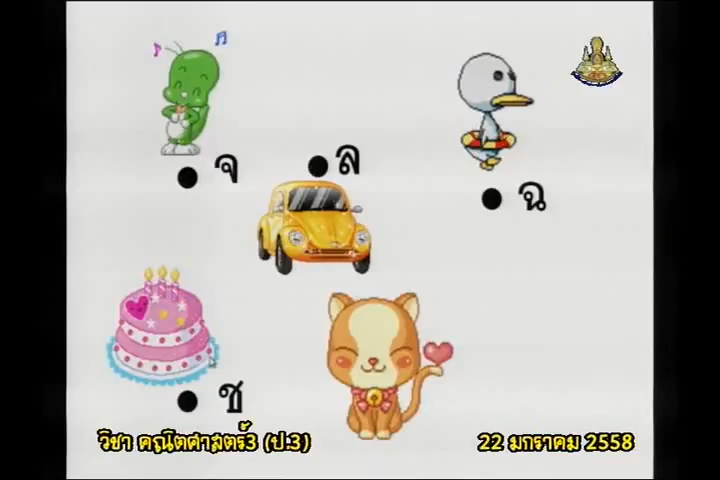 จ
ล
ฉ
ช
วิชา คณิตศาสตร์3 (ป.3)
22 มกราคม 2558